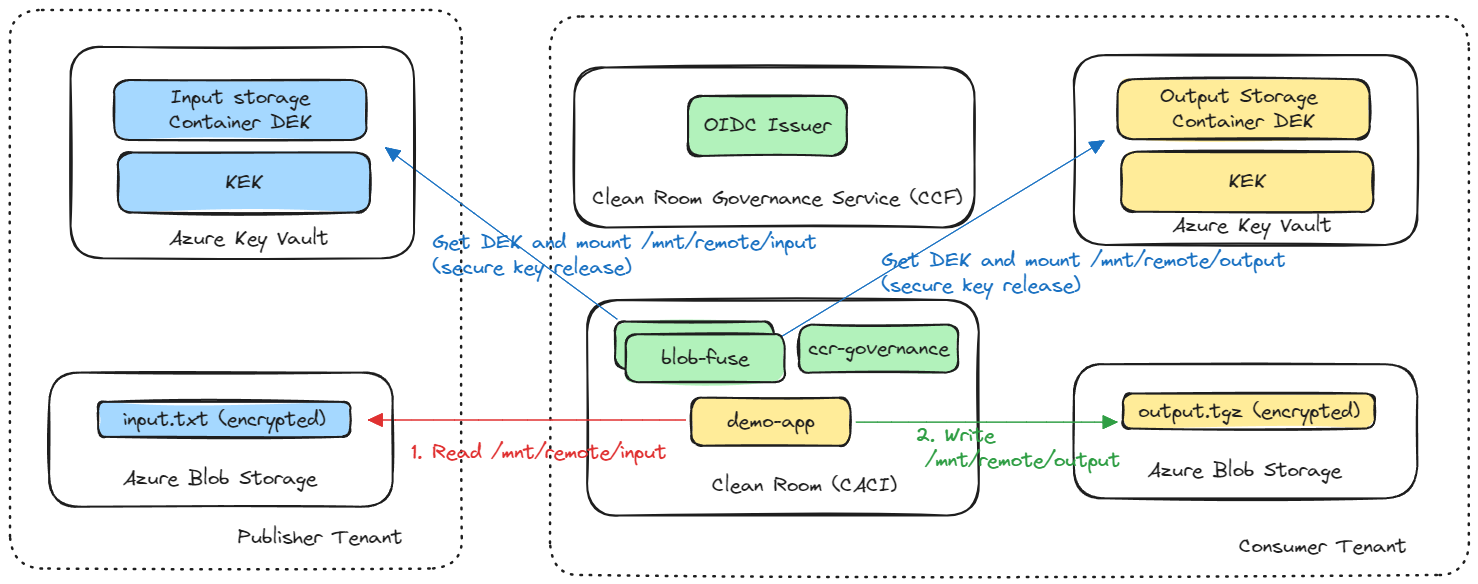 Input storage
Container DEK
KEK
Azure Key Vault
OIDC Issuer
Clean Room Governance Service (CCF)
Output Storage
Container DEK
KEK
Azure Key Vault
Get DEK and mount /mnt/remote/input
(secure key release)
Get DEK and mount /mnt/remote/output
(secure key release)
blob-fuse
ccr-governance
demo-app
Clean Room (CACI)
input.txt (encrypted)
Azure Blob Storage
1. Read /mnt/remote/input
2. Write
/mnt/remote/output
output.tgz (encrypted)
Azure Blob Storage
Publisher Tenant
Consumer Tenant